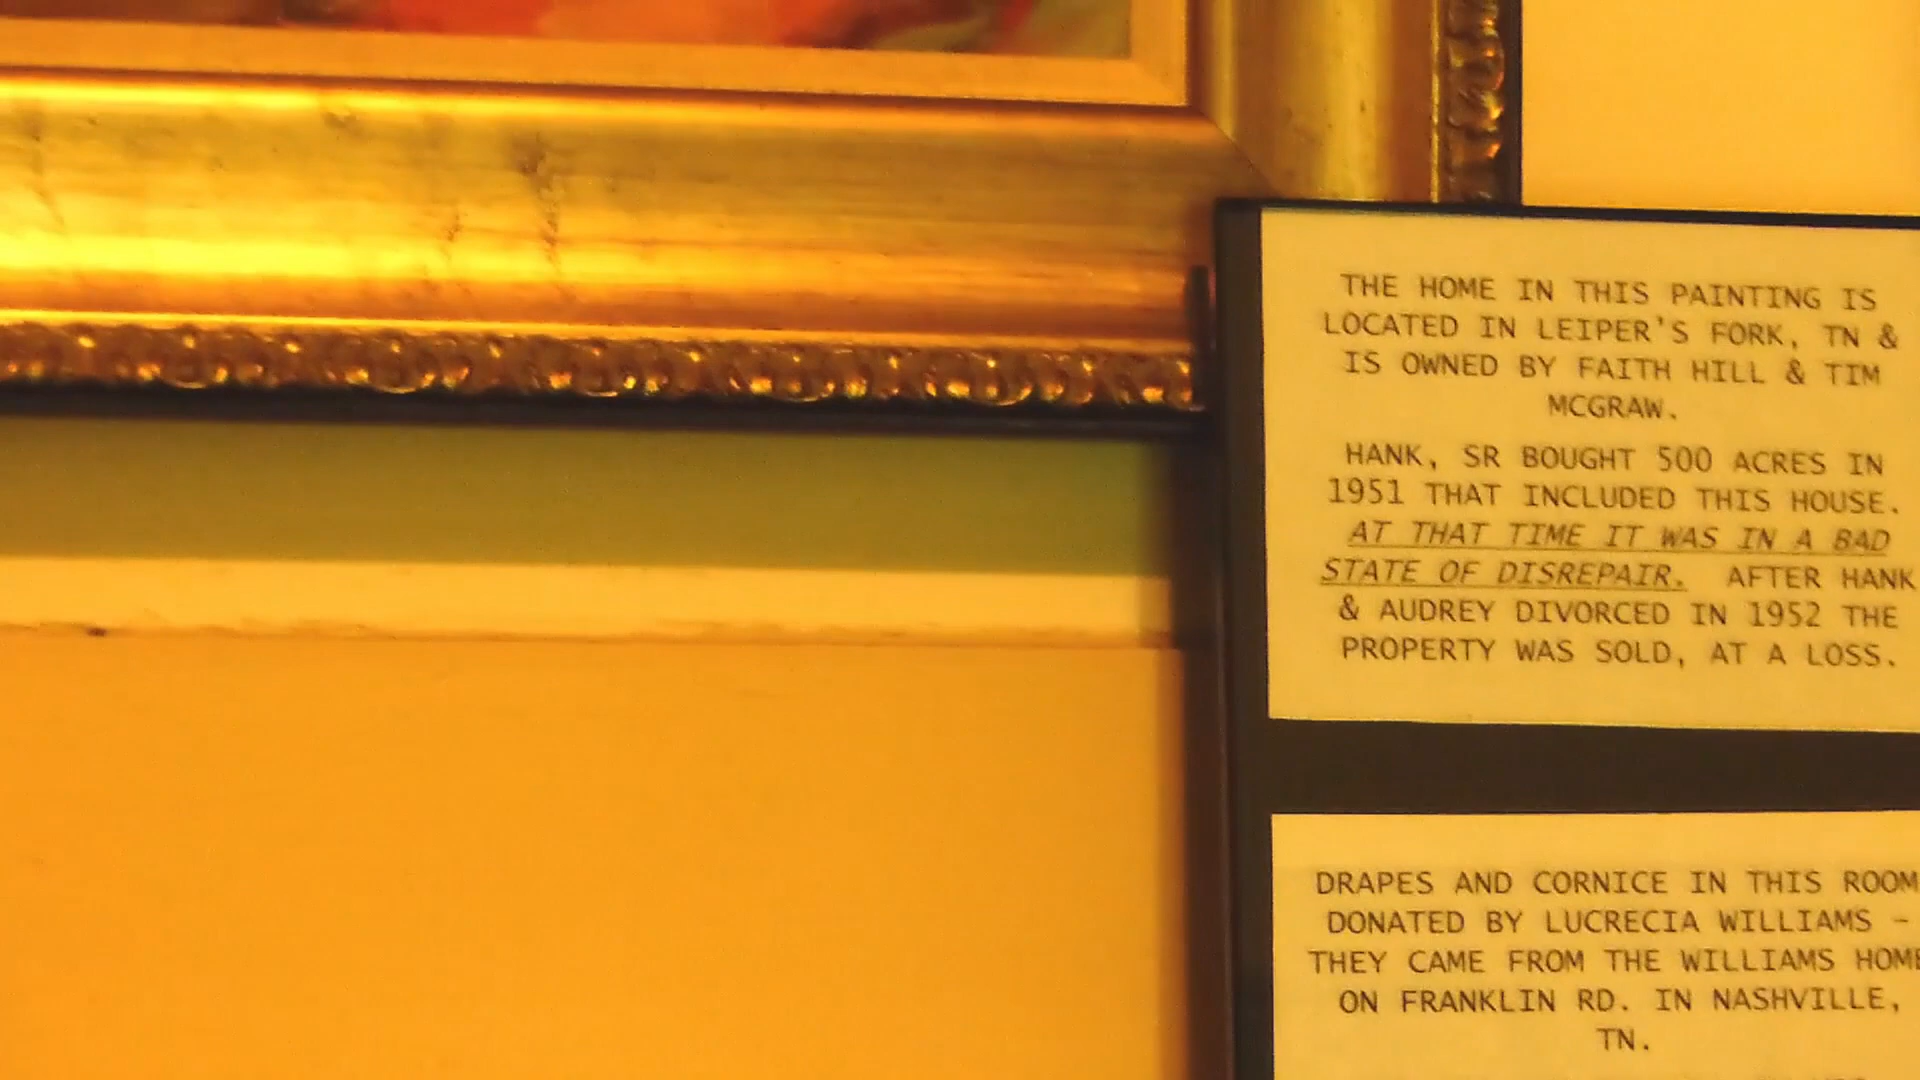 THE HOME IN THIS PAINTING IS
LOCATED IN LEIPER'S FORK, TN &
IS OWNED BY FAITH HILL & TIM
MCGRAW.
HANK, SR BOUGHT 500 ACRES IN
1951 THAT INCLUDED THIS HOUSE.
AT THAT TIME IT WAS IN A BAD
STATE OF DISREPAIR. AFTER HANK
& AUDREY DIVORCED IN 1952 THE
PROPERTY WAS SOLD, AT A LOSS.
DRAPES AND CORNICE IN THIS ROOM
DONATED BY LUCRECIA WILLIAMS -
THEY CAME FROM THE WILLIAMS HOME
ON FRANKLIN RD. IN NASHVILLE,
TN.